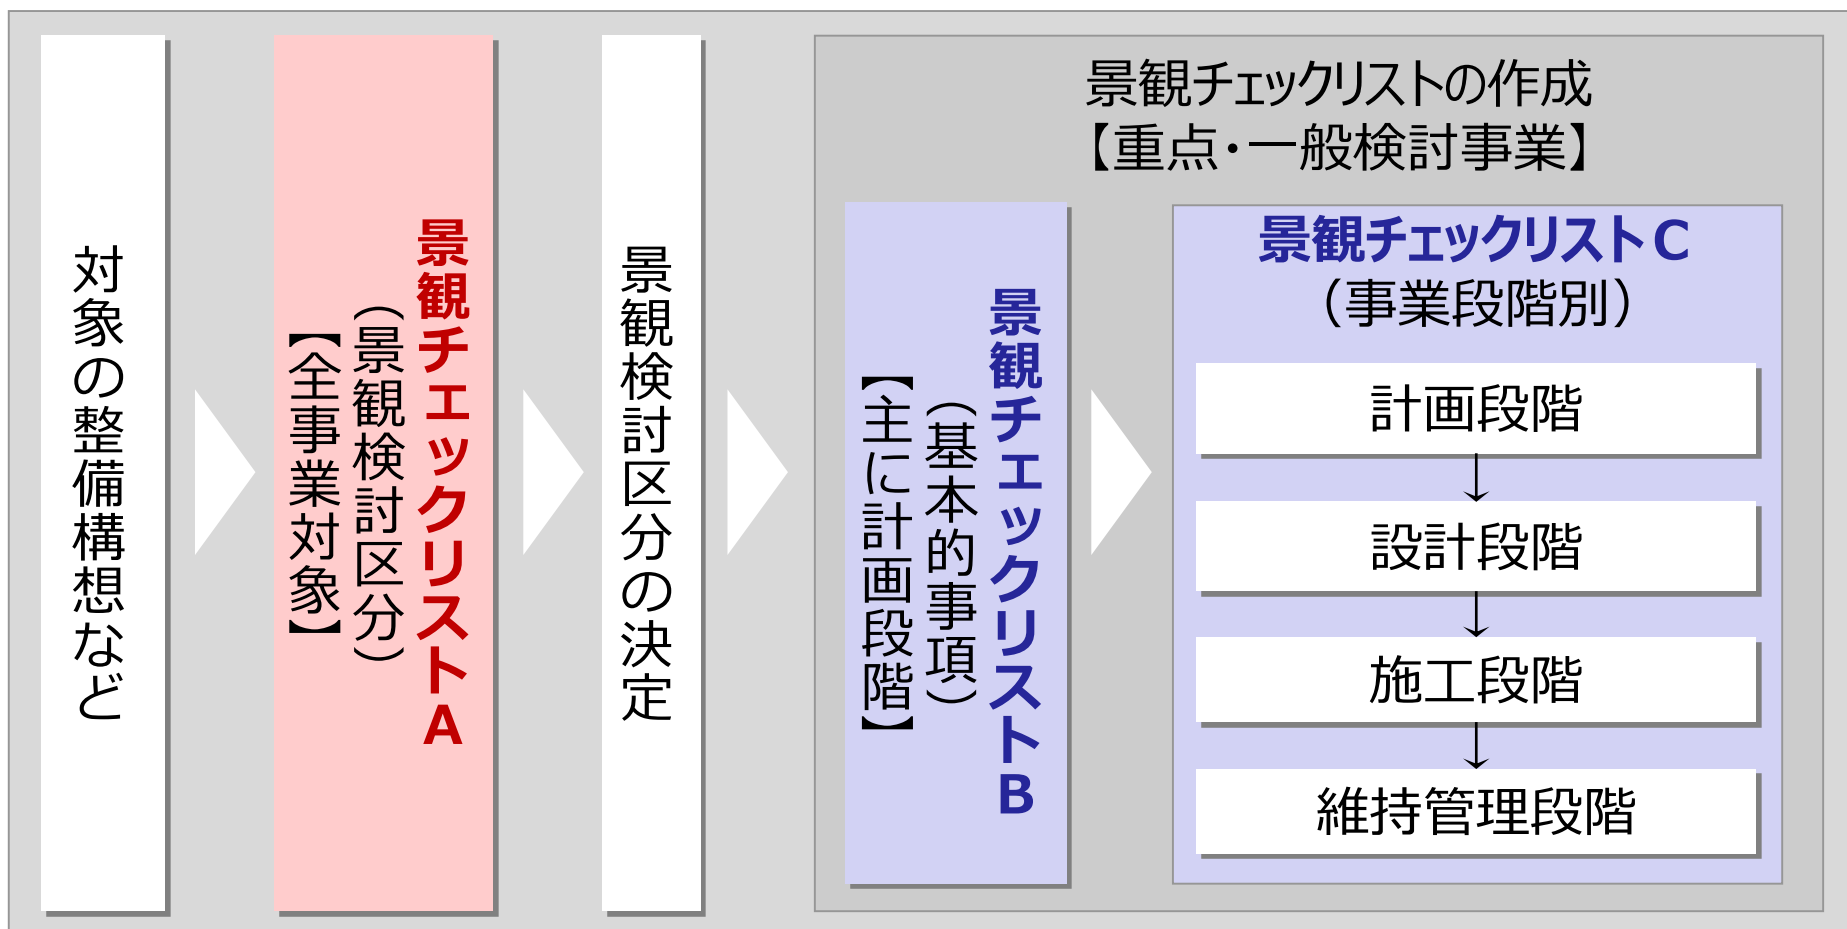 対象の整備構想など
景観チェックリストA
（景観検討区分）
【全事業対象】
景観検討区分の決定
景観チェックリストの作成
【重点・一般検討事業】
景観チェックリストB
（基本的事項）
【主に計画段階】
景観チェックリストC
（事業段階別）
計画段階
↓
設計段階
↓
施工段階
↓
維持管理段階